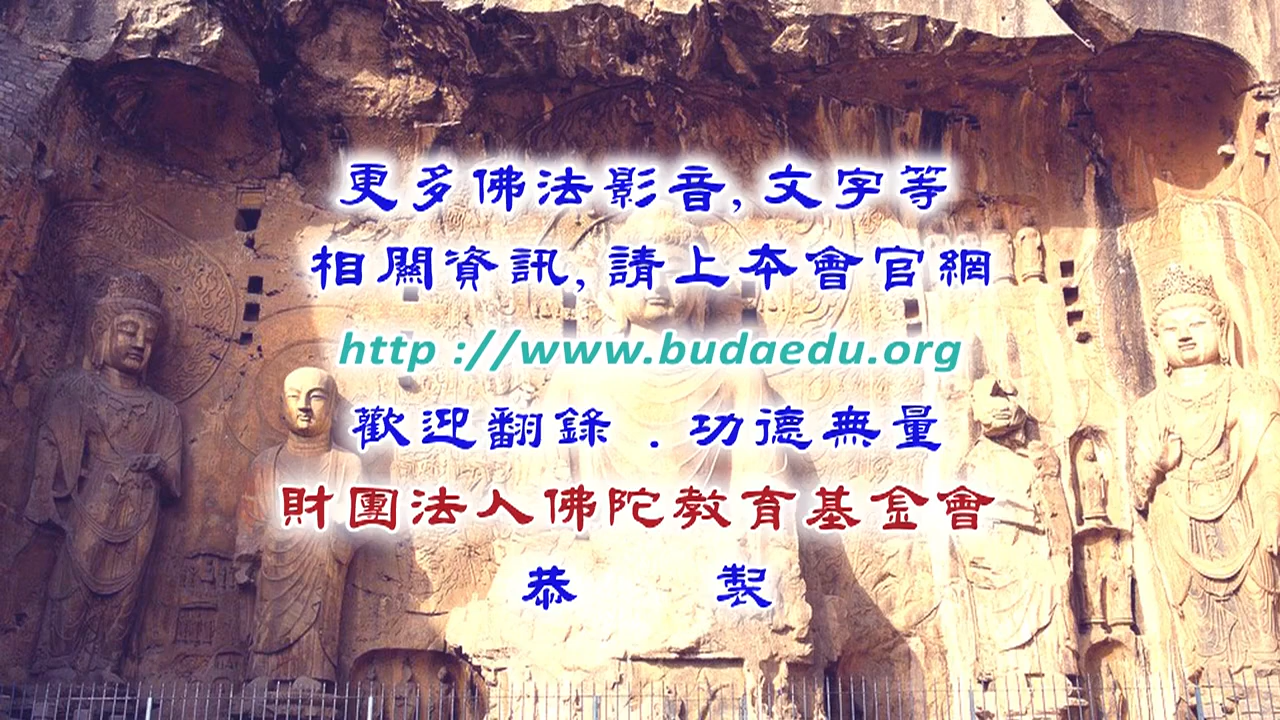 更多佛法影音,文字等
相關資訊,請上本會官網
http ://www.budaedu.org
歡迎翻錄 . 功德無量
財團法人佛陀教育基金會
恭 製